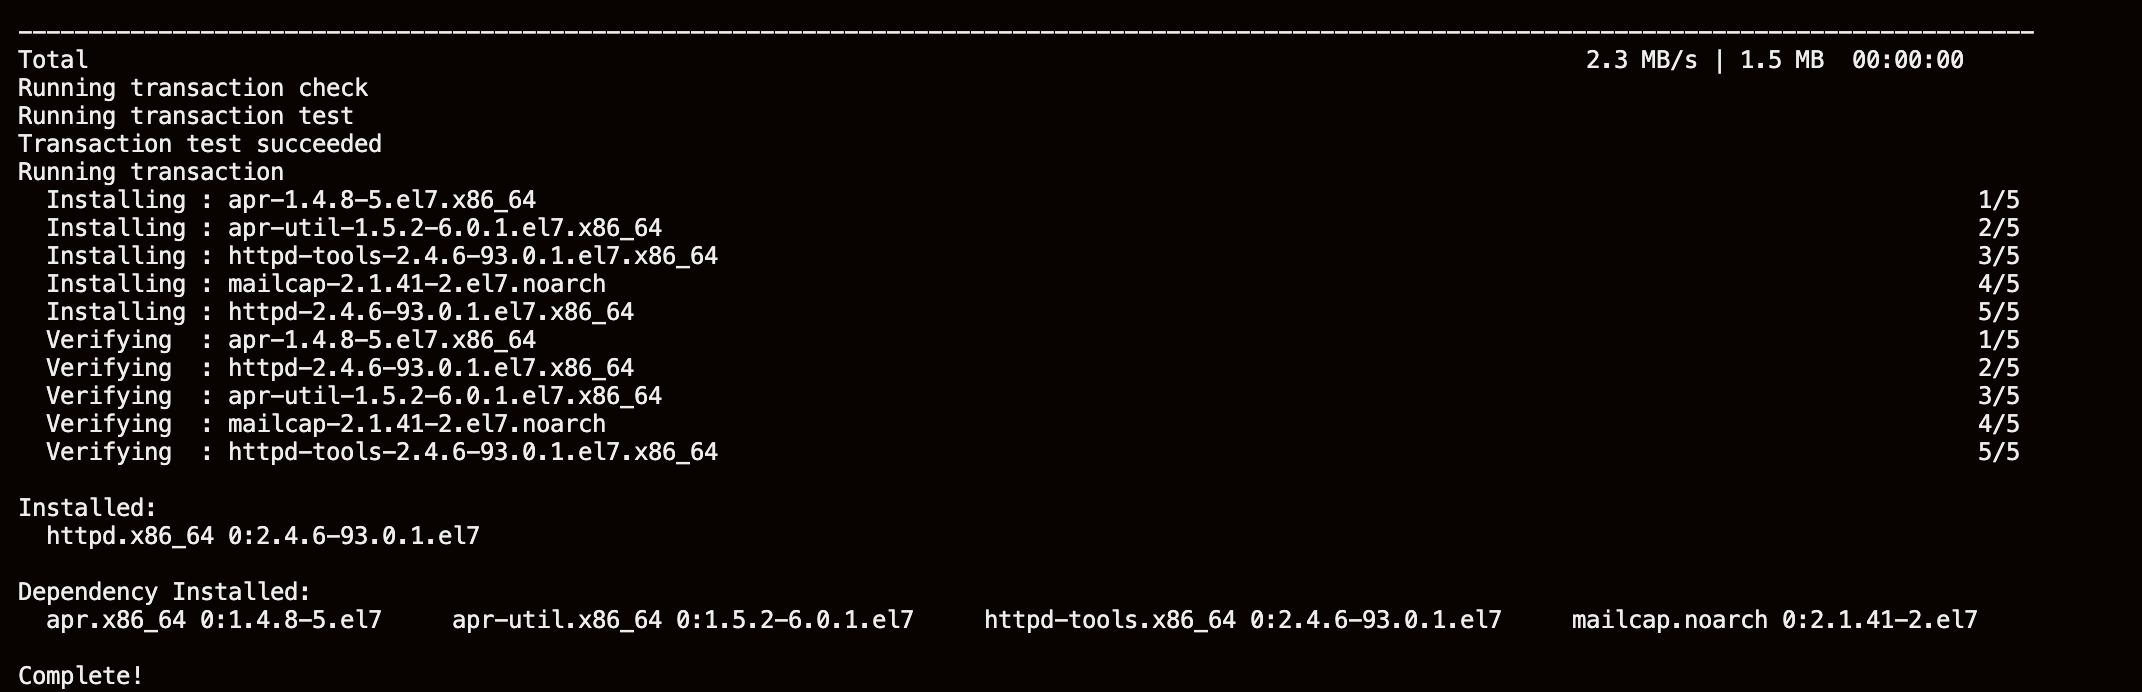 --------------------------------------------------------------------------------------------------------------------------------------------------
Total                                                                                                           2.3 MB/s | 1.5 MB  00:00:00
Running transaction check
Running transaction test
Transaction test succeeded
Running transaction
  Installing : apr-1.4.8-5.el7.x86_64                                                                                                       1/5
  Installing : apr-util-1.5.2-6.0.1.el7.x86_64                                                                                              2/5
  Installing : httpd-tools-2.4.6-93.0.1.el7.x86_64                                                                                          3/5
  Installing : mailcap-2.1.41-2.el7.noarch                                                                                                  4/5
  Installing : httpd-2.4.6-93.0.1.el7.x86_64                                                                                                5/5
  Verifying  : apr-1.4.8-5.el7.x86_64                                                                                                       1/5
  Verifying  : httpd-2.4.6-93.0.1.el7.x86_64                                                                                                2/5
  Verifying  : apr-util-1.5.2-6.0.1.el7.x86_64                                                                                              3/5
  Verifying  : mailcap-2.1.41-2.el7.noarch                                                                                                  4/5
  Verifying  : httpd-tools-2.4.6-93.0.1.el7.x86_64                                                                                          5/5

Installed:
  httpd.x86_64 0:2.4.6-93.0.1.el7

Dependency Installed:
  apr.x86_64 0:1.4.8-5.el7     apr-util.x86_64 0:1.5.2-6.0.1.el7     httpd-tools.x86_64 0:2.4.6-93.0.1.el7     mailcap.noarch 0:2.1.41-2.el7

Complete!